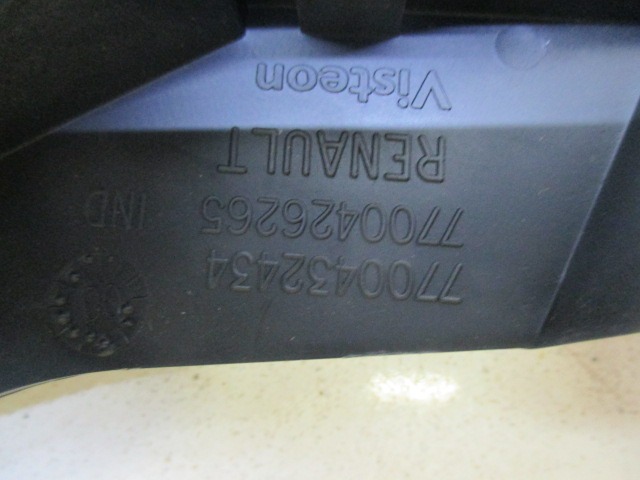 7700432434
7700426265 IND
RENAULT
Visteon